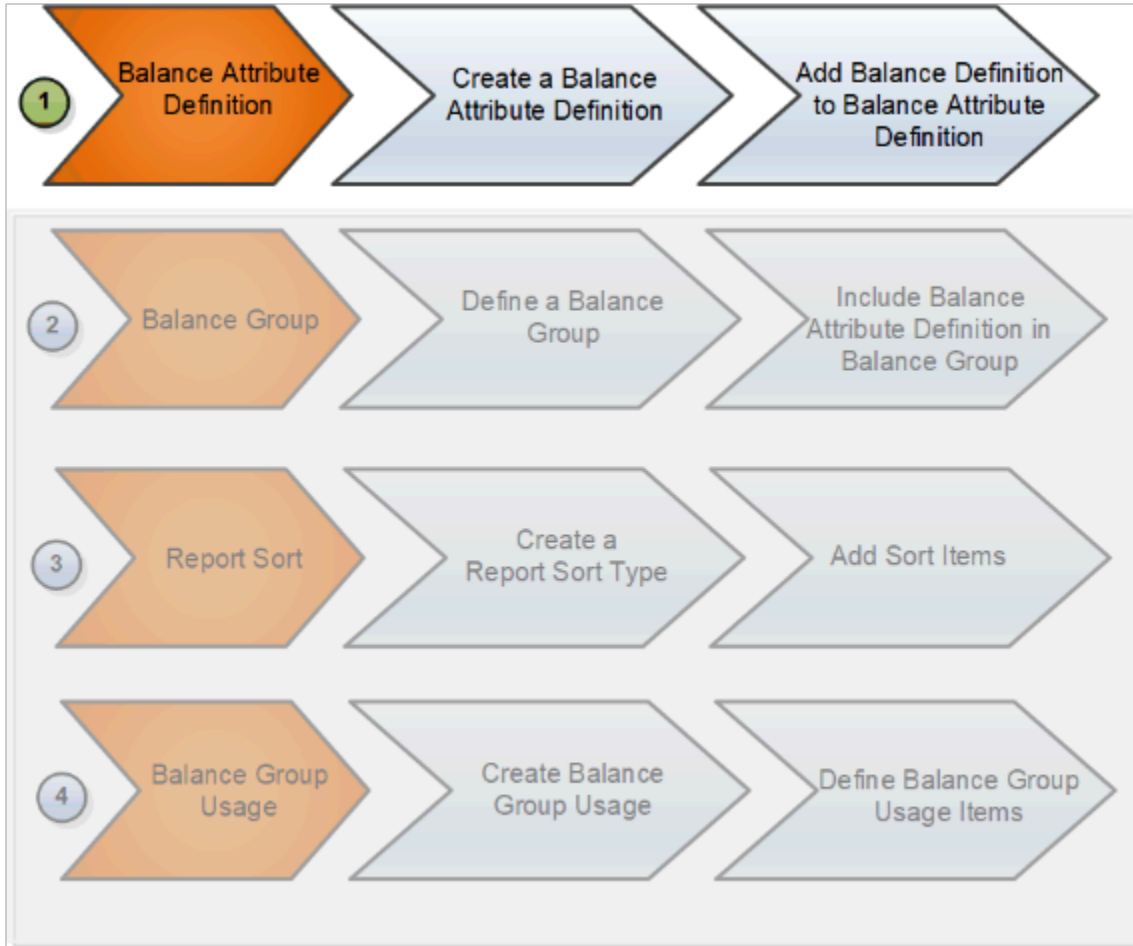 1
Balance Attribute
Definition
Create a Balance
Attribute Definition
Add Balance Definition
to Balance Attribute
Definition
2
Balance Group
Define a Balance
Group
Include Balance
Attribute Definition in
Balance Group
3
Report Sort
Create a
Report Sort Type
Add Sort Items
4
Balance Group
Usage
Create Balance
Group Usage
Define Balance Group
Usage Items